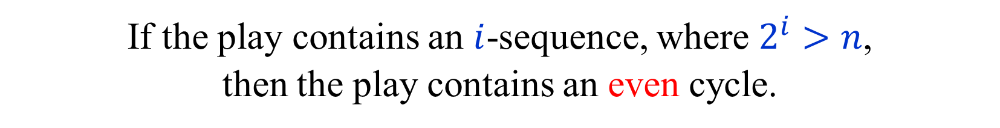 If the play contains an i-sequence, where 2^i > n,
then the play contains an even cycle.